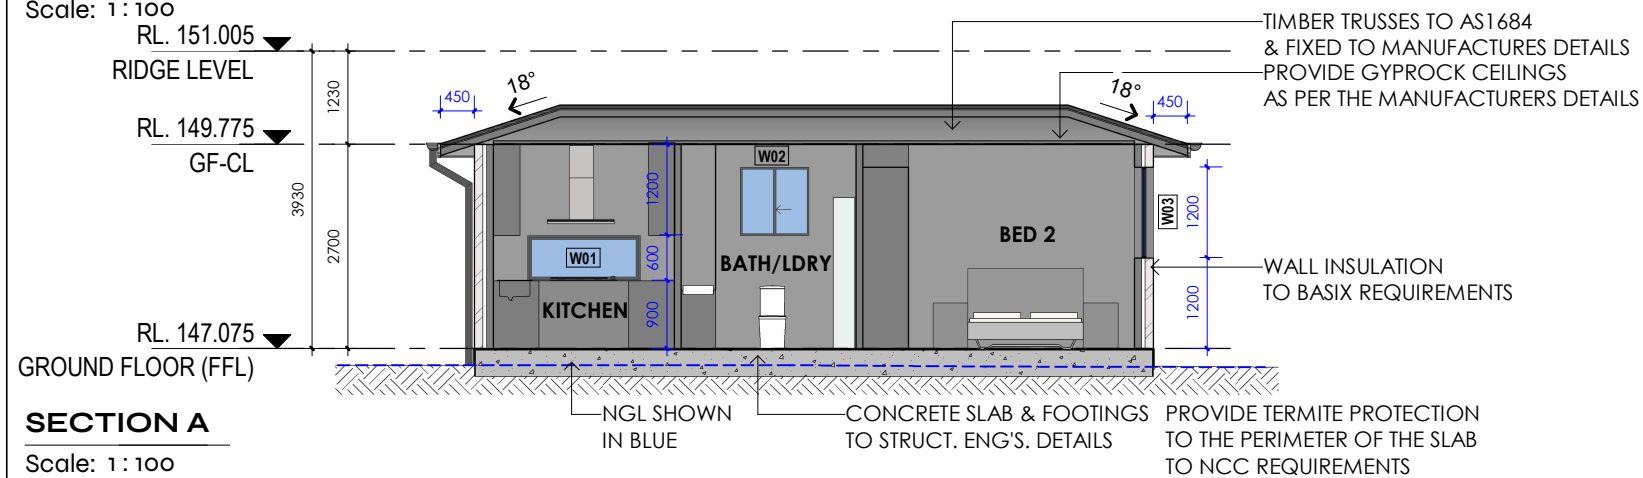 Scale: 1:100
RL. 151.005
RIDGE LEVEL
RL. 149.775
GF-CL
RL. 147.075
GROUND FLOOR (FFL)
3930
1230
2700
450
18°
18°
450
TIMBER TRUSSES TO AS1684
& FIXED TO MANUFACTURES DETAILS
PROVIDE GYPROCK CEILINGS
AS PER THE MANUFACTURERS DETAILS
W01
KITCHEN
1200
600
900
W02
BATH/LDRY
BED 2
W03
1200
1200
WALL INSULATION
TO BASIX REQUIREMENTS
NGL SHOWN
IN BLUE
CONCRETE SLAB & FOOTINGS
TO STRUCT. ENG'S. DETAILS
PROVIDE TERMITE PROTECTION
TO THE PERIMETER OF THE SLAB
TO NCC REQUIREMENTS
SECTION A
Scale: 1:100